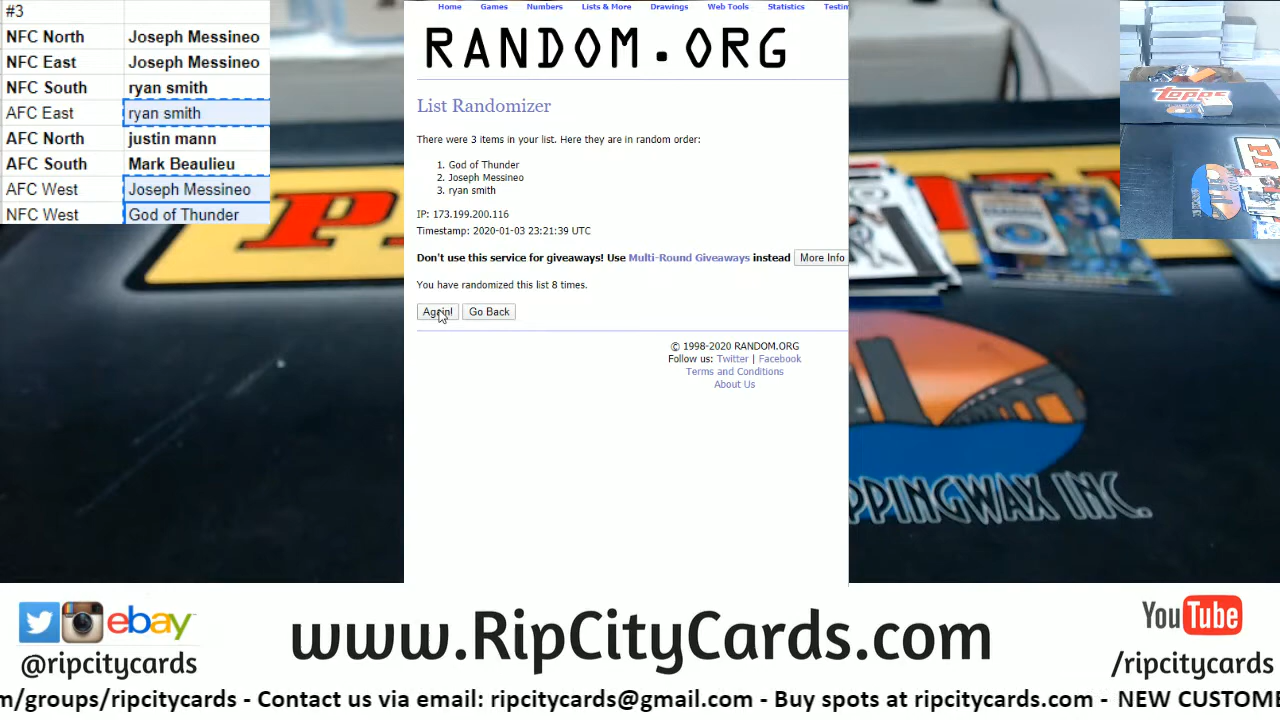 #3
NFC North Joseph Messineo
NFC East Joseph Messineo
NFC South ryan smith
AFC East ryan smith
AFC North justin mann
AFC South Mark Beaulieu
AFC West Joseph Messineo
NFC West God of Thunder
Home Games Numbers Lists & More Drawings Web Tools Statistics Testim
RANDOM.ORG
List Randomizer
There were 3 items in your list. Here they are in random order:
1. God of Thunder
2. Joseph Messineo
3. ryan smith
IP: 173.199.200.116
Timestamp: 2020-01-03 23:21:39 UTC
Don't use this service for giveaways! Use Multi-Round Giveaways instead More Info
You have randomized this list 8 times.
Again! Go Back
© 1998-2020 RANDOM.ORG
Follow us: Twitter | Facebook
Terms and Conditions
About Us
topps
PA
PPINGWAX INC.
ebay
@ripcitycards
www.RipCityCards.com
YouTube
/ripcitycards
m/groups/ripcitycards - Contact us via email: ripcitycards@gmail.com - Buy spots at ripcitycards.com - NEW CUSTOME